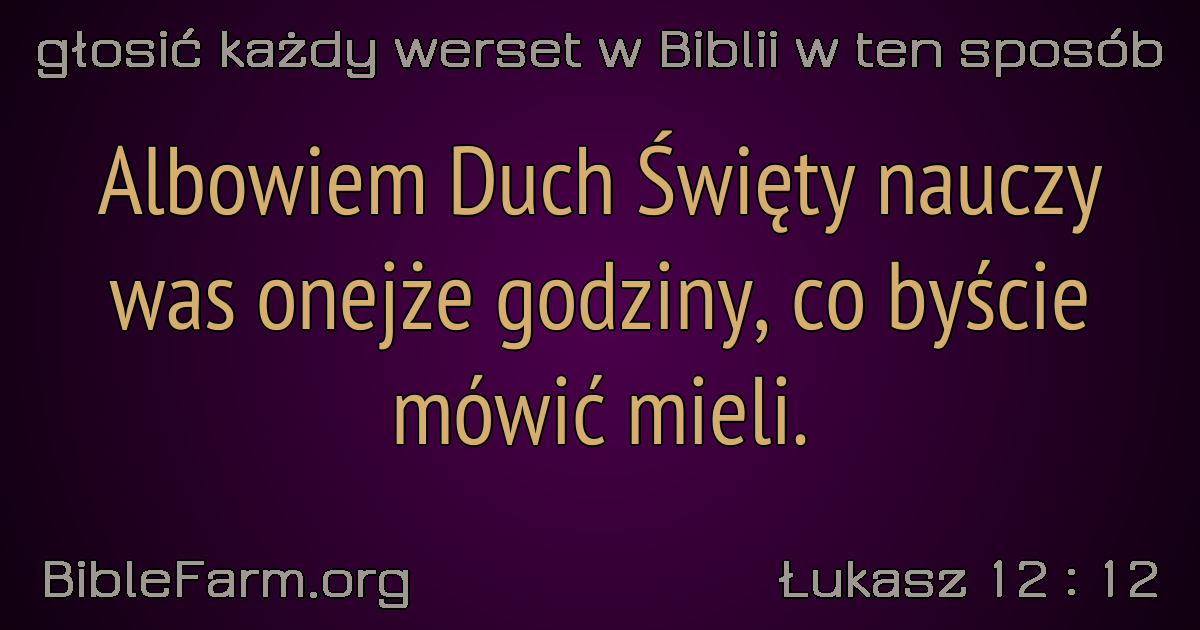 głosić każdy werset w Biblii w ten sposób
Albowiem Duch Święty nauczy
was onejże godziny, co byście
mówić mieli.
BibleFarm.org
Łukasz 12 : 12